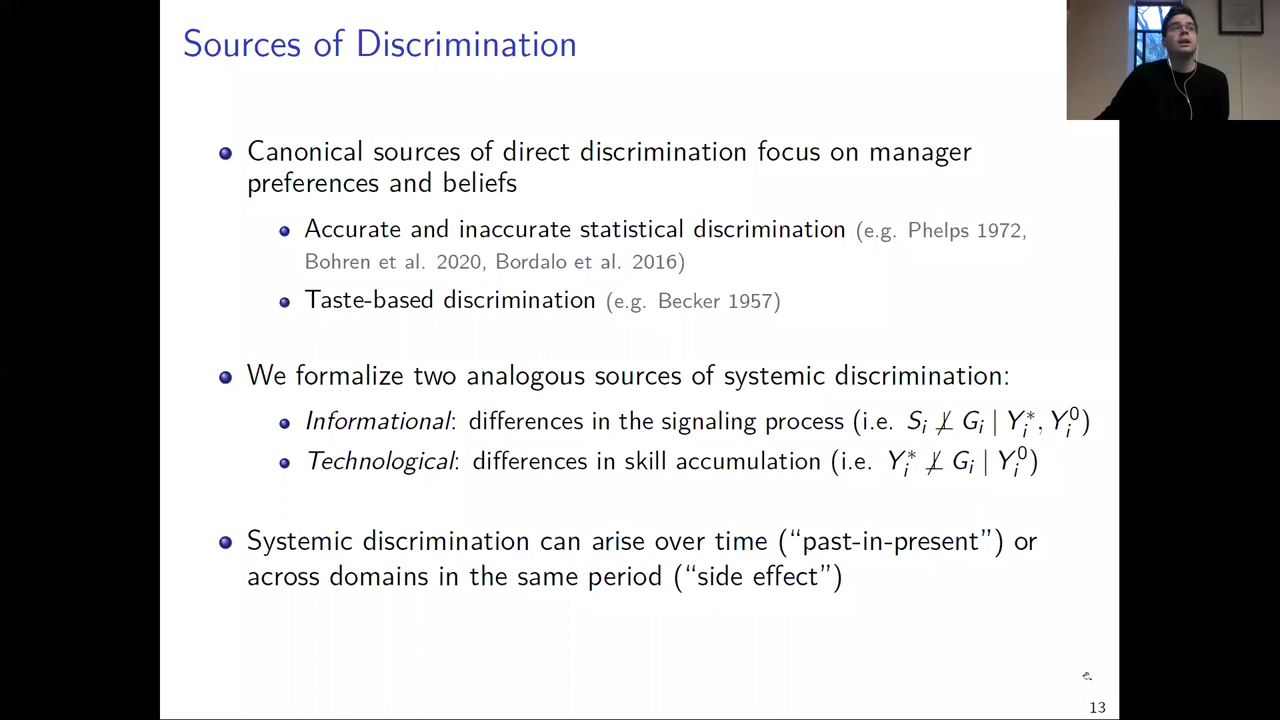 Sources of Discrimination
Canonical sources of direct discrimination focus on manager
preferences and beliefs
Accurate and inaccurate statistical discrimination (e.g. Phelps 1972,
Bohren et al. 2020, Bordalo et al. 2016)
Taste-based discrimination (e.g. Becker 1957)
We formalize two analogous sources of systemic discrimination:
Informational: differences in the signaling process (i.e. Sᵢ ⊥̸ Gᵢ | Yᵢ*, Yᵢ⁰)
Technological: differences in skill accumulation (i.e. Yᵢ* ⊥̸ Gᵢ | Yᵢ⁰)
Systemic discrimination can arise over time (“past-in-present”) or
across domains in the same period (“side effect”)
13